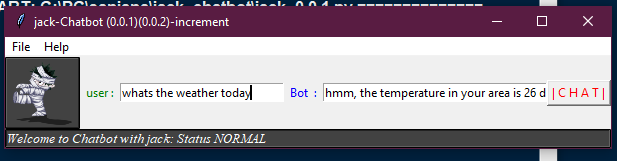 jack-Chatbot (0.0.1)(0.0.2)-increment
File Help
user : whats the weather today Bot : hmm, the temperature in your area is 26 d |C H A T|
Welcome to Chatbot with jack: Status NORMAL